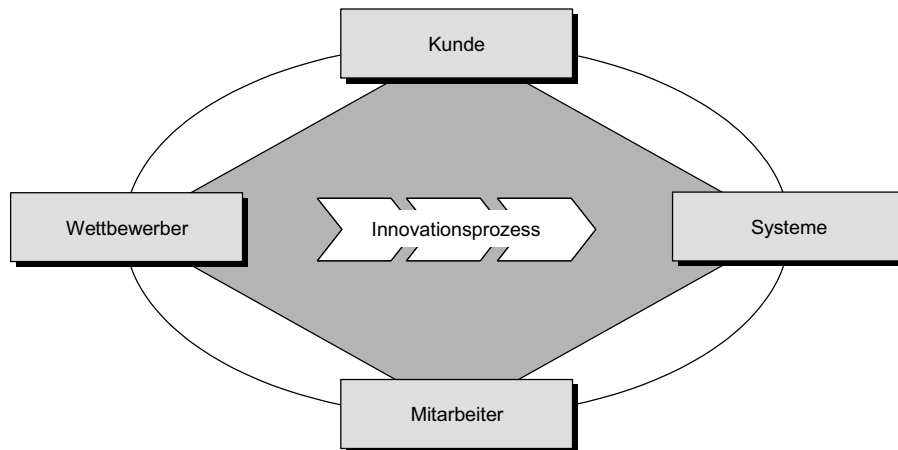 Kunde
Wettbewerber
Innovationsprozess
Systeme
Mitarbeiter